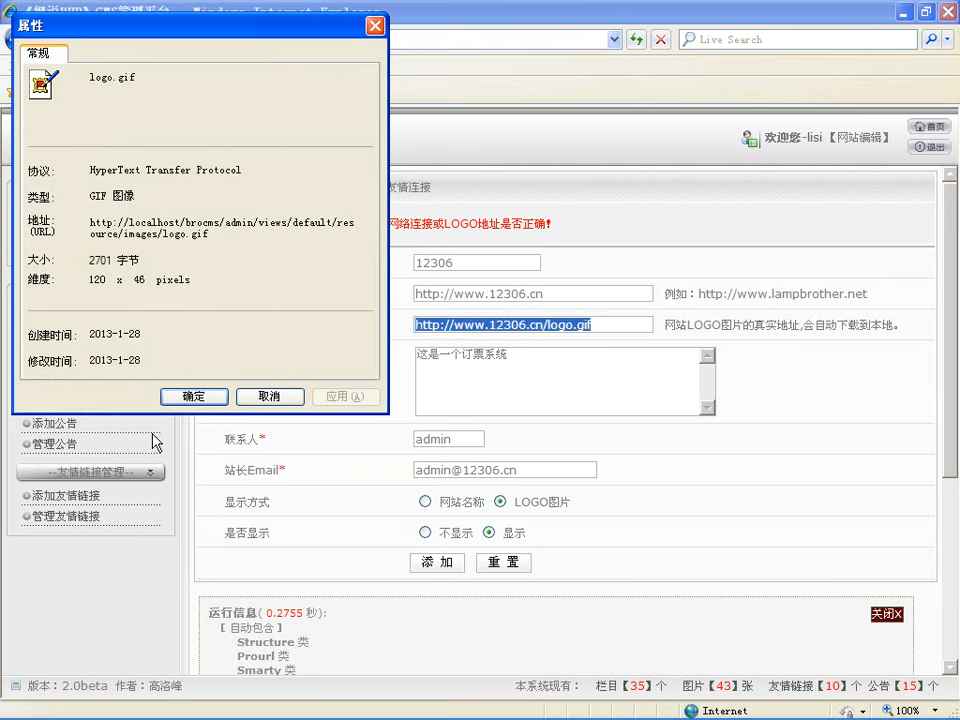 属性
常规
Live Search
logo.gif
欢迎您-lisi 【网站编辑】
首页
退出
协议:
HyperText Transfer Protocol
友情连接
类型:
GIF 图像
地址:
(URL)
http://localhost/brocms/admin/views/default/res
ource/images/logo.gif
网络连接或LOGO地址是否正确!
大小:
2701 字节
12306
维度:
120 x 46 pixels
http://www.12306.cn
例如：http://www.lampbrother.net
http://www.12306.cn/logo.gif
网站LOGO图片的真实地址,会自动下载到本地。
创建时间:
2013-1-28
这是一个订票系统
修改时间:
2013-1-28
确定
取消
应用(A)
添加公告
管理公告
联系人*
admin
--友情链接管理--
站长Email*
admin@12306.cn
添加友情链接
显示方式
网站名称
LOGO图片
管理友情链接
是否显示
不显示
显示
添 加
重 置
运行信息( 0.2755 秒):
关闭X
[ 自动包含 ]
Structure 类
Prourl 类
Smarty 类
版本：2.0beta 作者：高洛峰
本系统现有： 栏目【35】个 图片【43】张 友情链接【10】个 公告【15】个
Internet
100%